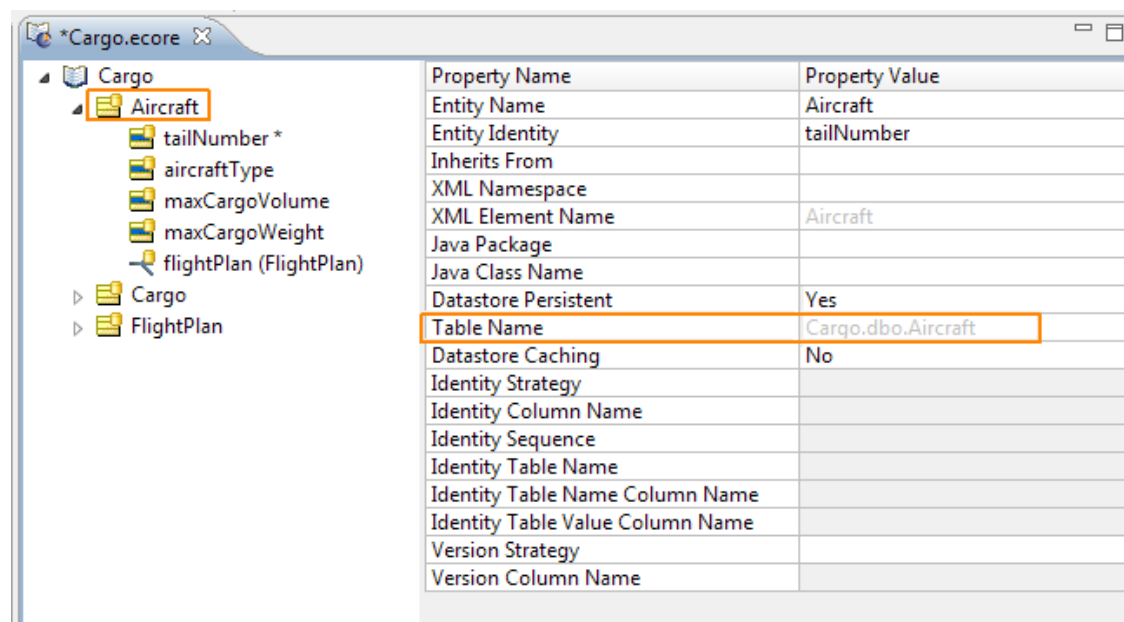 *Cargo.ecore
Cargo
Aircraft
tailNumber *
aircraftType
maxCargoVolume
maxCargoWeight
flightPlan (FlightPlan)
Cargo
FlightPlan
Property Name Property Value
Entity Name Aircraft
Entity Identity tailNumber
Inherits From
XML Namespace
XML Element Name Aircraft
Java Package
Java Class Name
Datastore Persistent Yes
Table Name Cargo.dbo.Aircraft
Datastore Caching No
Identity Strategy
Identity Column Name
Identity Sequence
Identity Table Name
Identity Table Name Column Name
Identity Table Value Column Name
Version Strategy
Version Column Name